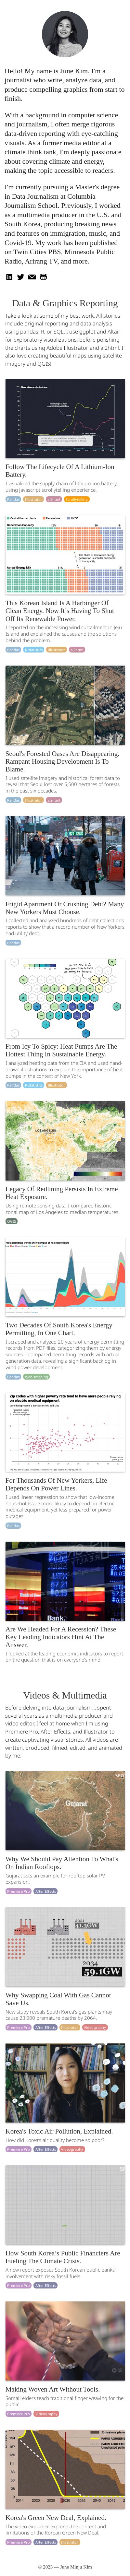 Hello! My name is June Kim. I'm a
journalist who write, analyze data, and
produce compelling graphics from start to
finish.
With a background in computer science
and journalism, I often merge rigorous
data-driven reporting with eye-catching
visuals. As a former media editor at a
climate think tank, I'm deeply passionate
about covering climate and energy,
making the topic accessible to readers.
I'm currently pursuing a Master's degree
in Data Journalism at Columbia
Journalism School. Previously, I worked
as a multimedia producer in the U.S. and
South Korea, producing breaking news
and features on immigration, music, and
Covid-19. My work has been published
on Twin Cities PBS, Minnesota Public
Radio, Arirang TV, and more.
Data & Graphics Reporting
Take a look at some of my best work. All stories
include original reporting and data analysis
using pandas, R, or SQL. I use ggplot and R
for exploratory visualizations, before polishing
the charts using Adobe Illustrator and ai2html. I
also love creating beautiful maps using satellite
imagery and QGIS!
Follow The Lifecycle Of A Lithium-Ion
Battery.
I visualized the supply chain of lithium-ion battery,
using javascript scrollytelling experience.
This Korean Island Is A Harbinger Of
Clean Energy. Now It's Having To Shut
Off Its Renewable Power.
A report on the increasing wind curtailment in Jeju
Island and explained the causes and the solutions
behind the problem.
Seoul's Forested Oases Are Disappearing.
Rampant Housing Development Is To
Blame.
I used satellite imagery and historical forest data to
reveal that Seoul lost over 5,500 hectares of forests
in the past six decades.
Frigid Apartment Or Crushing Debt? Many
New Yorkers Must Choose.
I collected and analyzed hundreds of debt collections
reports to show that a record number of New Yorkers
had utility debt.
From Icy To Spicy: Heat Pumps Are The
Hottest Thing In Sustainable Energy.
I analyzed heating data from the EIA and used hand-
drawn illustrations to explain the importance of heat
pumps in the context of New York.
LOS ANGELES
Legacy Of Redlining Persists In Extreme
Heat Exposure.
Using remote sensing data, I compared historic
zonal maps of Los Angeles to median temperatures.
Two Decades Of South Korea's Energy
Permitting, In One Chart.
I scraped and analyzed 20 years of energy permitting
records from PDF files, categorizing them by energy
sources. I compared permitting records with actual
generation data, revealing a significant backlog in
wind power development.
Zip codes with higher poverty rate tend to have more people relying
on electric medical equipment
For Thousands Of New Yorkers, Life
Depends On Power Lines.
I used linear regression to show that low-income
households are more likely to depend on electric
medical equipment, yet less prepared for power
outages.
Bank.
Are We Headed For A Recession? These
Key Leading Indicators Hint At The
Answer.
I looked at the leading economic indicators to report
on the question that is on everyone's mind.
Videos & Multimedia
Before delving into data journalism, I spent
several years as a multimedia producer and
video editor. I feel at home when I'm using
Premiere Pro, After Effects, and Illustrator to
create captivating visual stories. All videos are
written, produced, filmed, edited, and animated
by me.
Gujarat
Why We Should Pay Attention To What's
On Indian Rooftops.
Gujarat sets an example for rooftop solar PV
expansion.
2034
59.1GW
Why Swapping Coal With Gas Cannot
Save Us.
New study reveals South Korea's gas plants may
cause 23,000 premature deaths by 2064.
Korea's Toxic Air Pollution, Explained.
How did Korea's air quality become so poor?
How South Korea's Public Financiers Are
Fueling The Climate Crisis.
A new report exposes South Korean public banks'
involvement with risky fossil fuels.
Making Woven Art Without Tools.
Somali elders teach traditional finger weaving for the
public.
Korea's Green New Deal, Explained.
The video explainer explores the content and
limitations of the Korean Green New Deal.
© 2023 — June Minju Kim